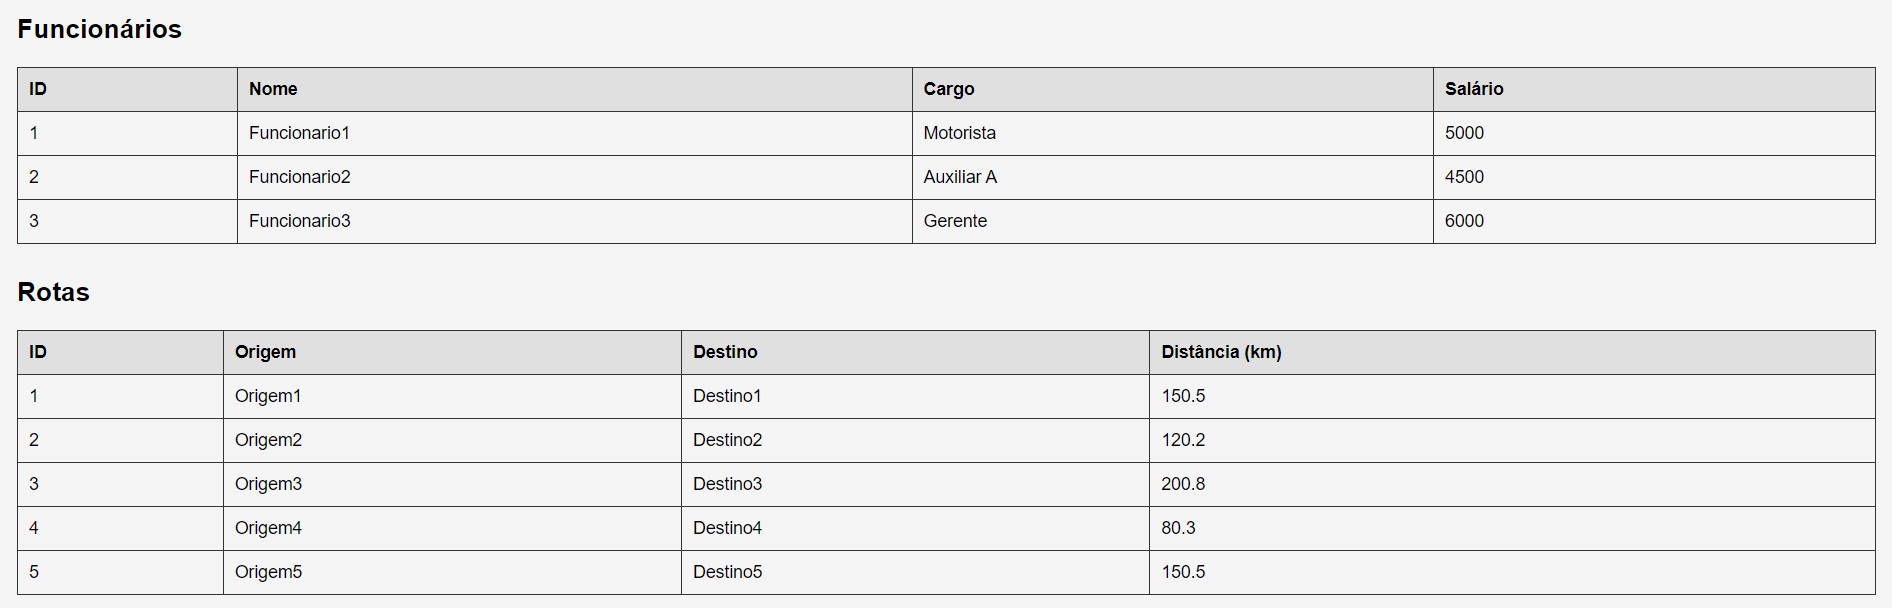 Funcionários
ID Nome Cargo Salário
1 Funcionario1 Motorista 5000
2 Funcionario2 Auxiliar A 4500
3 Funcionario3 Gerente 6000
Rotas
ID Origem Destino Distância (km)
1 Origem1 Destino1 150.5
2 Origem2 Destino2 120.2
3 Origem3 Destino3 200.8
4 Origem4 Destino4 80.3
5 Origem5 Destino5 150.5